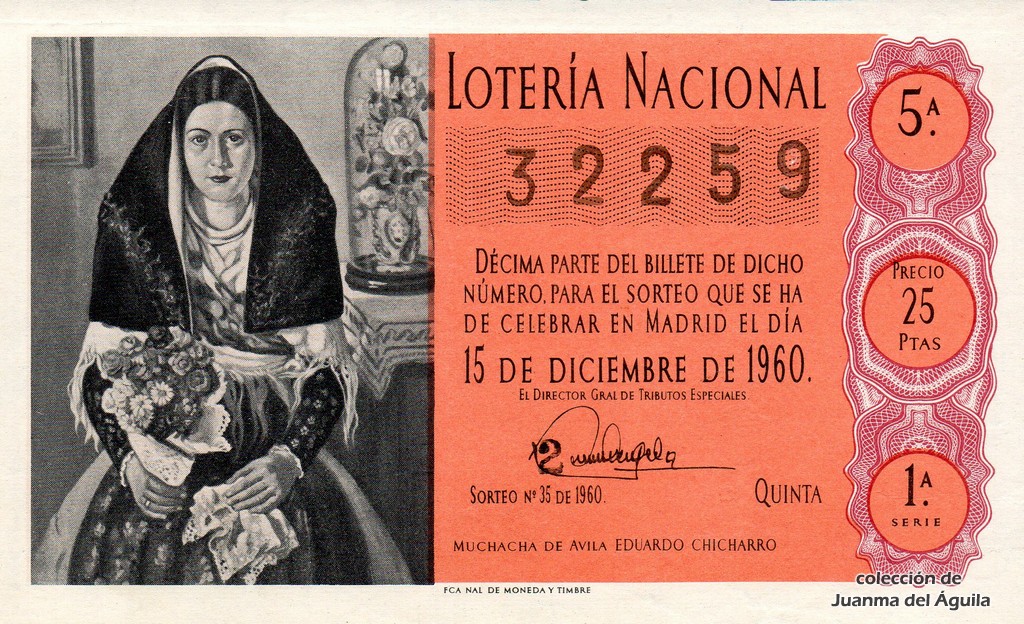 LOTERÍA NACIONAL
5.ª
32259
DÉCIMA PARTE DEL BILLETE DE DICHO
NÚMERO, PARA EL SORTEO QUE SE HA
DE CELEBRAR EN MADRID EL DÍA
15 DE DICIEMBRE DE 1960.
EL DIRECTOR GRAL DE TRIBUTOS ESPECIALES.
PRECIO
25
PTAS
SORTEO Nº 35 DE 1960.
QUINTA
1.ª
SERIE
MUCHACHA DE AVILA EDUARDO CHICHARRO
FCA NAL DE MONEDA Y TIMBRE
colección de
Juanma del Águila